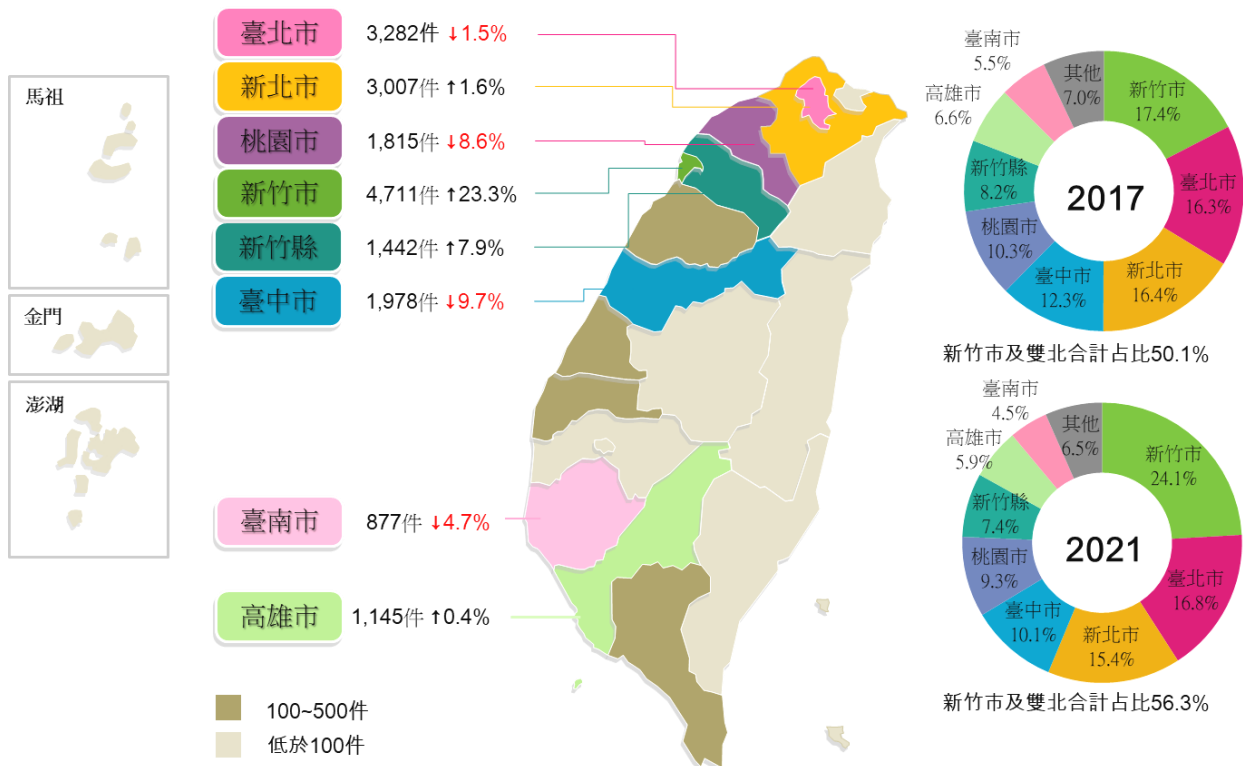 馬祖
金門
澎湖
臺北市 3,282件 ↓1.5%
新北市 3,007件 ↑1.6%
桃園市 1,815件 ↓8.6%
新竹市 4,711件 ↑23.3%
新竹縣 1,442件 ↑7.9%
臺中市 1,978件 ↓9.7%
臺南市 877件 ↓4.7%
高雄市 1,145件 ↑0.4%
100~500件
低於100件
2017
新竹市
17.4%
臺北市
16.3%
新北市
16.4%
臺中市
12.3%
桃園市
10.3%
新竹縣
8.2%
高雄市
6.6%
臺南市
5.5%
其他
7.0%
新竹市及雙北合計占比50.1%
2021
新竹市
24.1%
臺北市
16.8%
新北市
15.4%
臺中市
10.1%
桃園市
9.3%
新竹縣
7.4%
高雄市
5.9%
臺南市
4.5%
其他
6.5%
新竹市及雙北合計占比56.3%